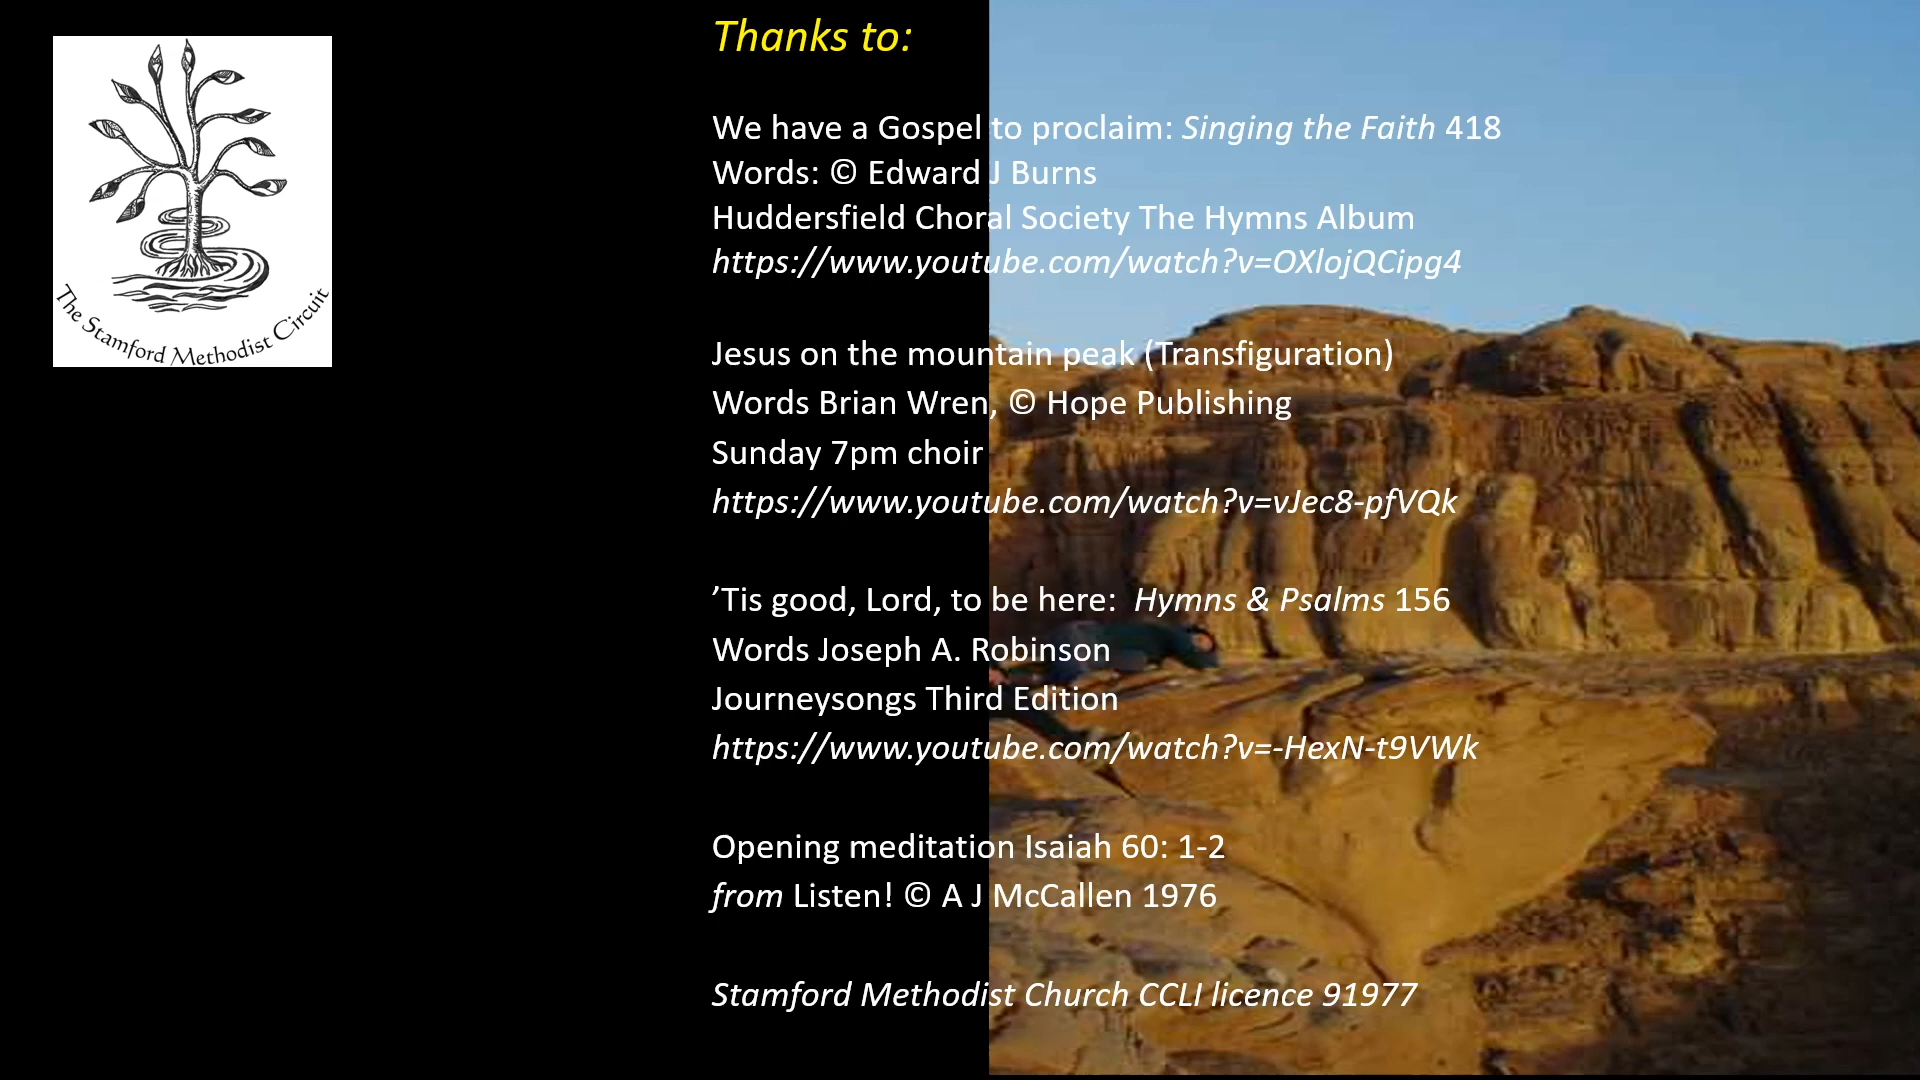 The Stamford Methodist Circuit
Thanks to:
We have a Gospel to proclaim: Singing the Faith 418
Words: © Edward J Burns
Huddersfield Choral Society The Hymns Album
https://www.youtube.com/watch?v=OXlojQCipg4
Jesus on the mountain peak (Transfiguration)
Words Brian Wren, © Hope Publishing
Sunday 7pm choir
https://www.youtube.com/watch?v=vJec8-pfVQk
’Tis good, Lord, to be here:  Hymns & Psalms 156
Words Joseph A. Robinson
Journeysongs Third Edition
https://www.youtube.com/watch?v=-HexN-t9VWk
Opening meditation Isaiah 60: 1-2
from Listen! © A J McCallen 1976
Stamford Methodist Church CCLI licence 91977